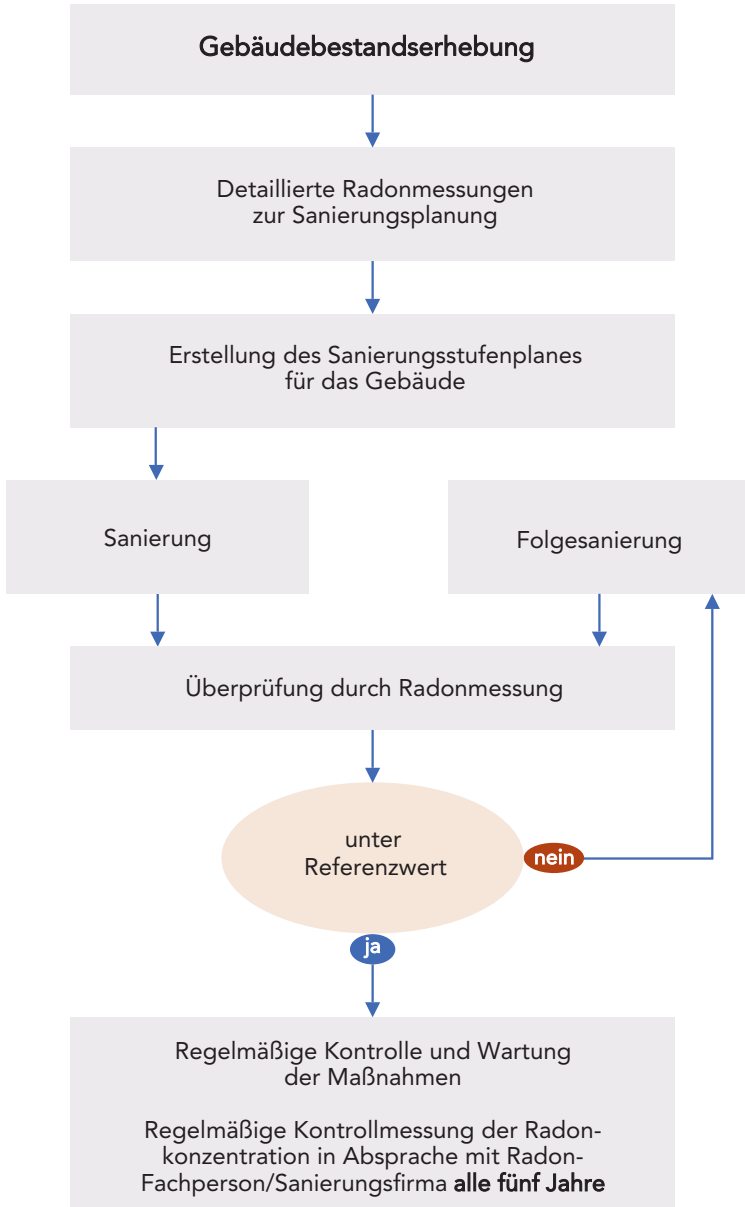 Gebäudebestandserhebung
Detaillierte Radonmessungen
zur Sanierungsplanung
Erstellung des Sanierungsstufenplanes
für das Gebäude
Sanierung
Folgesanierung
Überprüfung durch Radonmessung
unter
Referenzwert
nein
ja
Regelmäßige Kontrolle und Wartung
der Maßnahmen
Regelmäßige Kontrollmessung der Radon-
konzentration in Absprache mit Radon-
Fachperson/Sanierungsfirma alle fünf Jahre